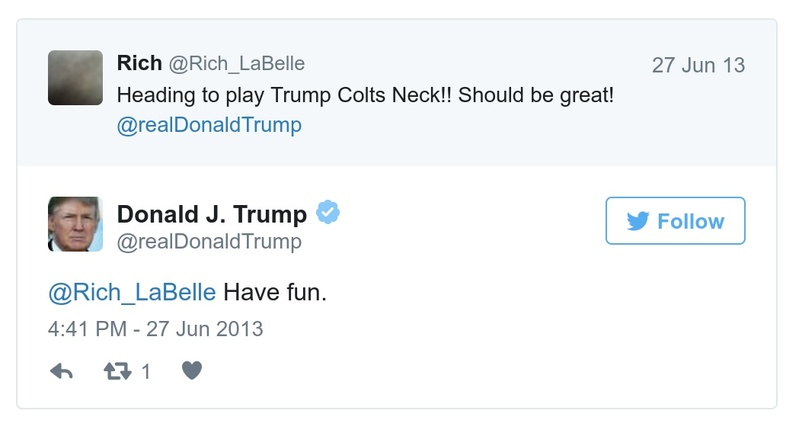 Rich @Rich_LaBelle 27 Jun 13
Heading to play Trump Colts Neck!! Should be great!
@realDonaldTrump
Donald J. Trump Follow
@realDonaldTrump
@Rich_LaBelle Have fun.
4:41 PM - 27 Jun 2013
1